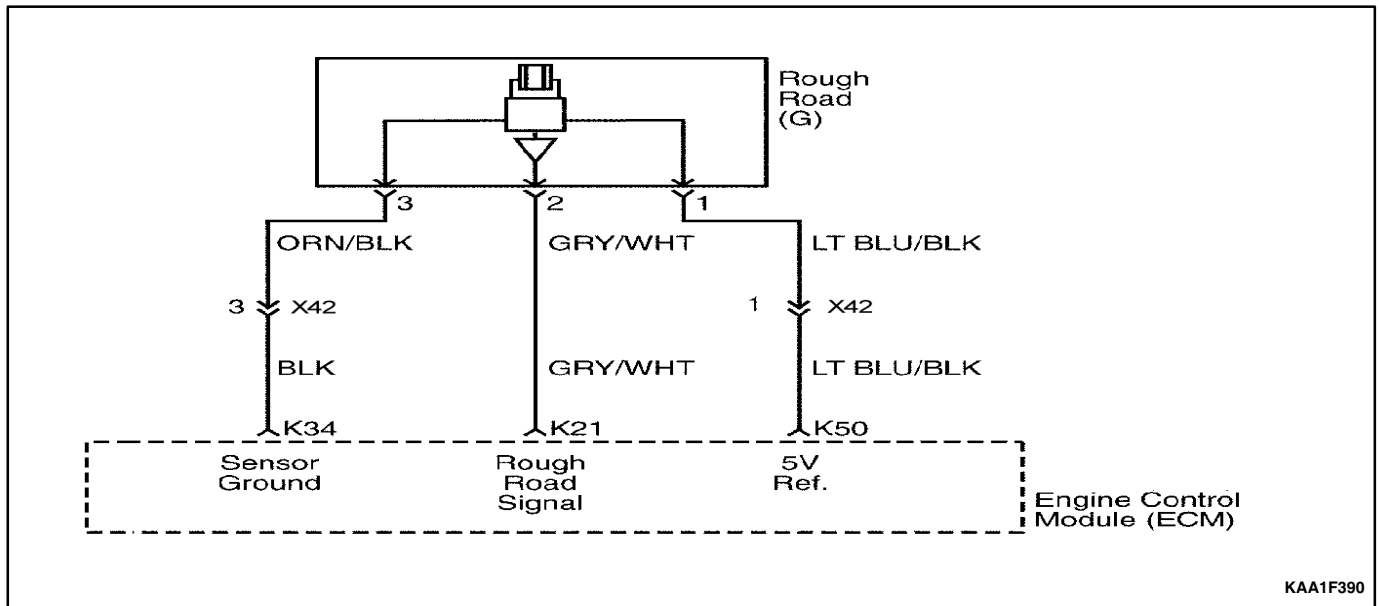 Rough
Road
(G)
3
2
1
ORN/BLK
GRY/WHT
LT BLU/BLK
3
X42
1
X42
BLK
GRY/WHT
LT BLU/BLK
K34
K21
K50
Sensor
Ground
Rough
Road
Signal
5V
Ref.
Engine Control
Module (ECM)
KAA1F390